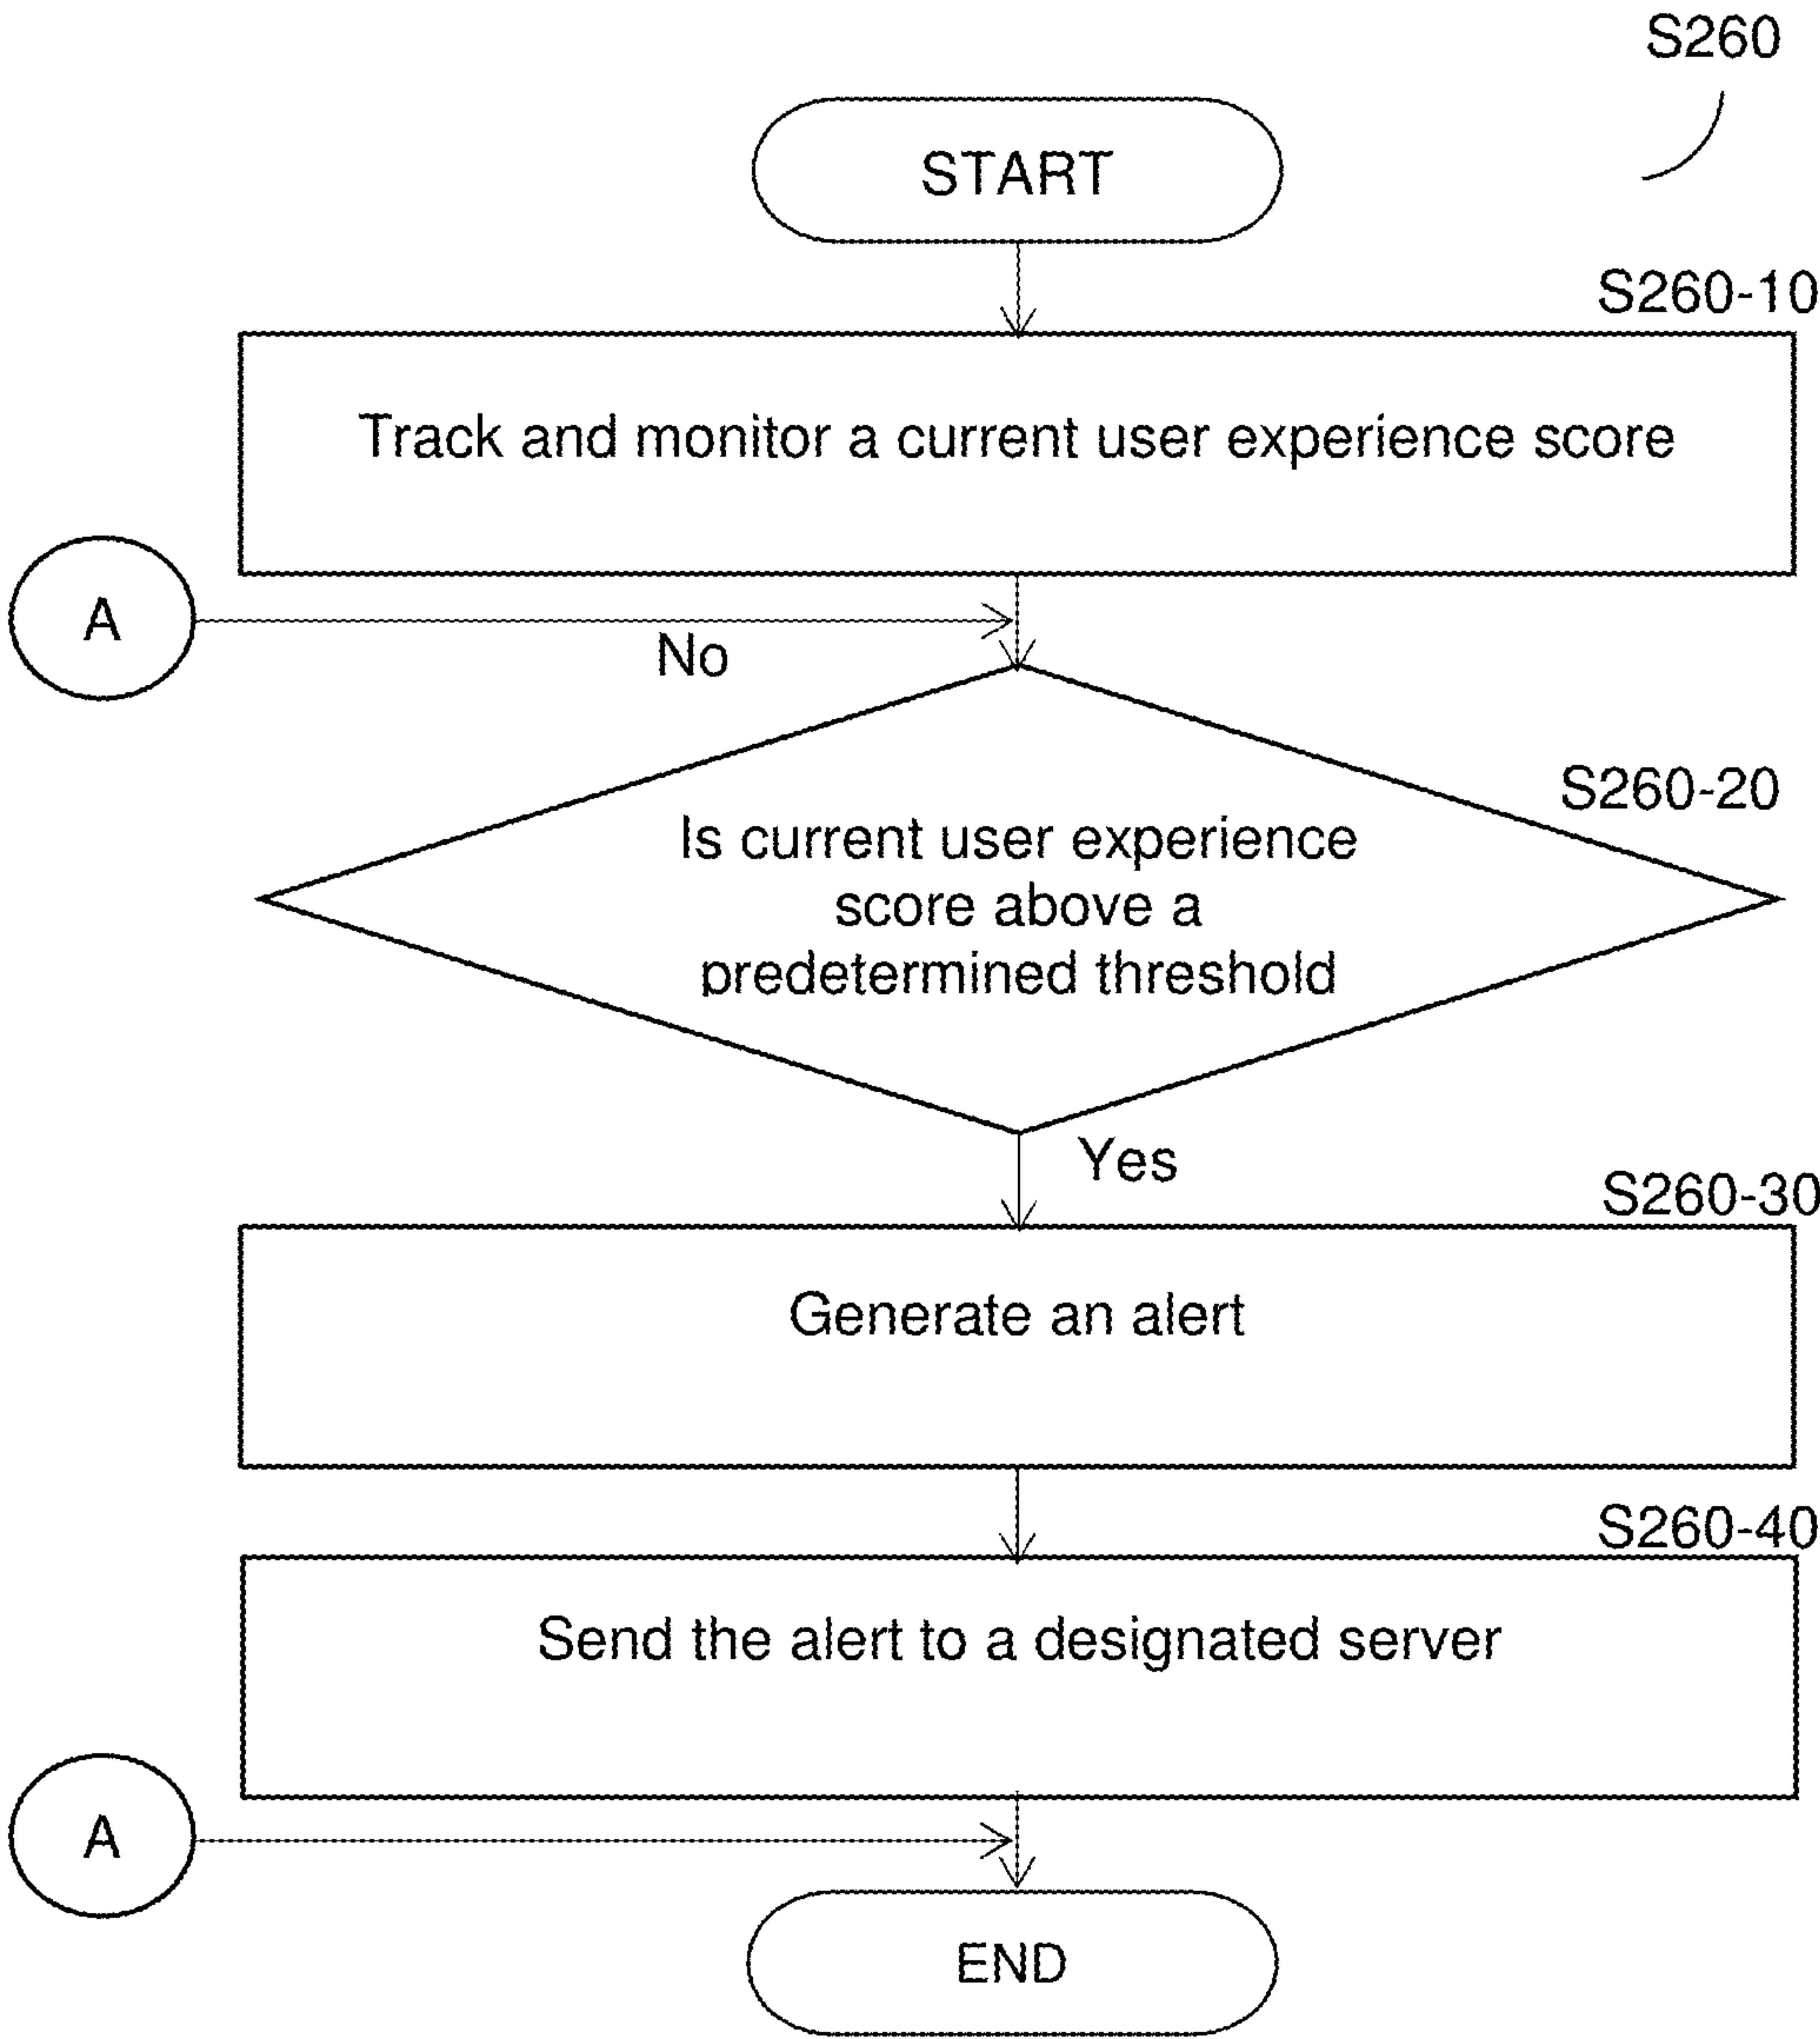 S260
START
S260-10
Track and monitor a current user experience score
A
No
S260-20
Is current user experience
score above a
predetermined threshold
Yes
S260-30
Generate an alert
S260-40
Send the alert to a designated server
A
END